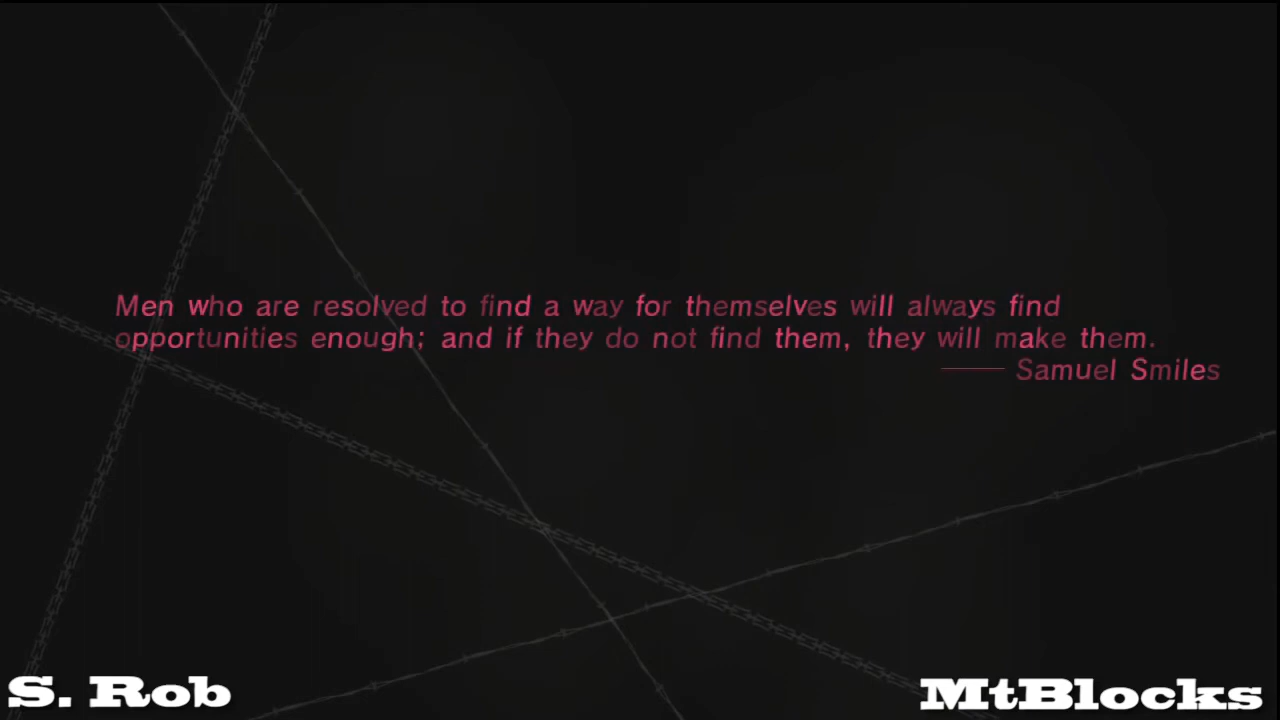 Men who are resolved to find a way for themselves will always find
opportunities enough; and if they do not find them, they will make them.
—— Samuel Smiles
S. Rob
MtBlocks